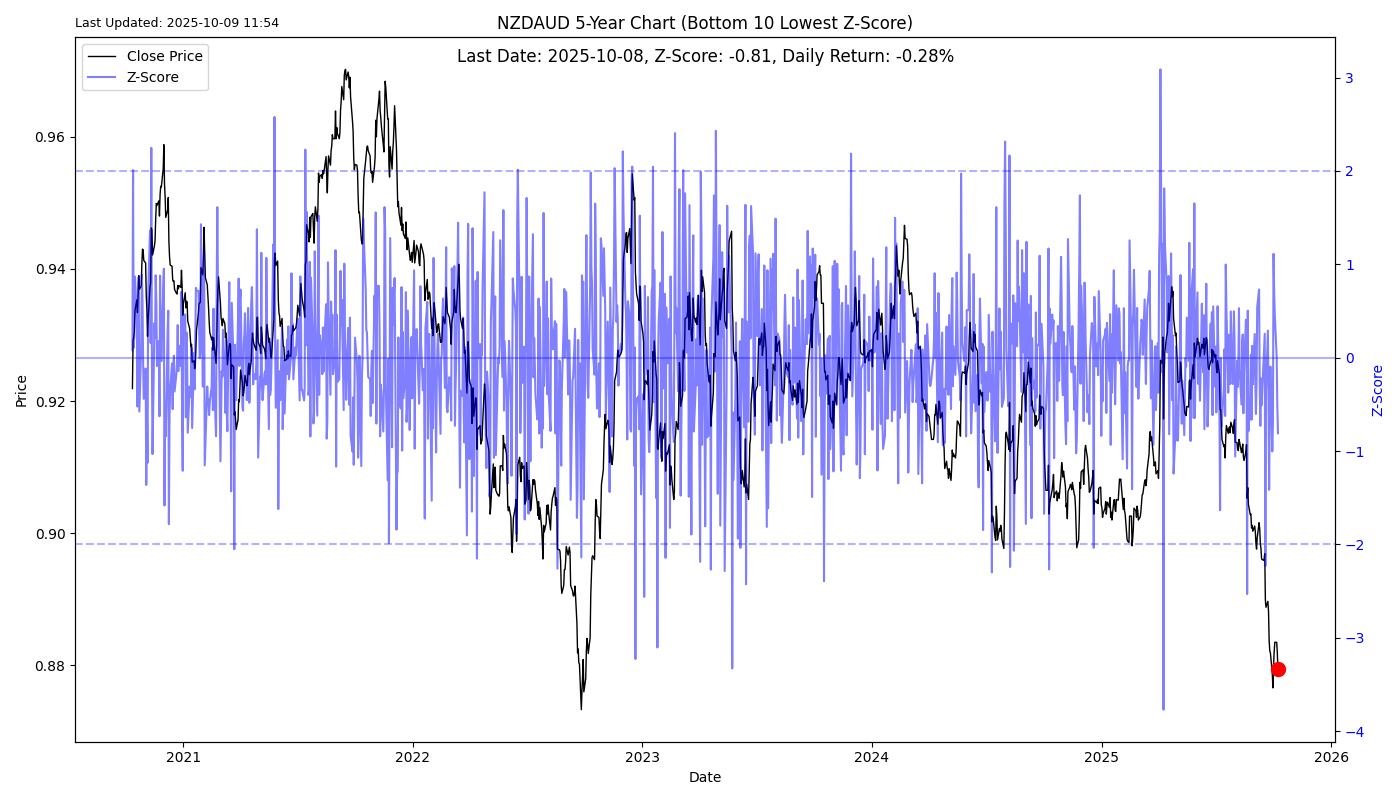 Last Updated: 2025-10-09 11:54
NZDAUD 5-Year Chart (Bottom 10 Lowest Z-Score)
Last Date: 2025-10-08, Z-Score: -0.81, Daily Return: -0.28%
Close Price
Z-Score
0.96
0.94
0.92
0.90
0.88
Price
3
2
1
0
−1
−2
−3
−4
Z-Score
2021
2022
2023
2024
2025
2026
Date